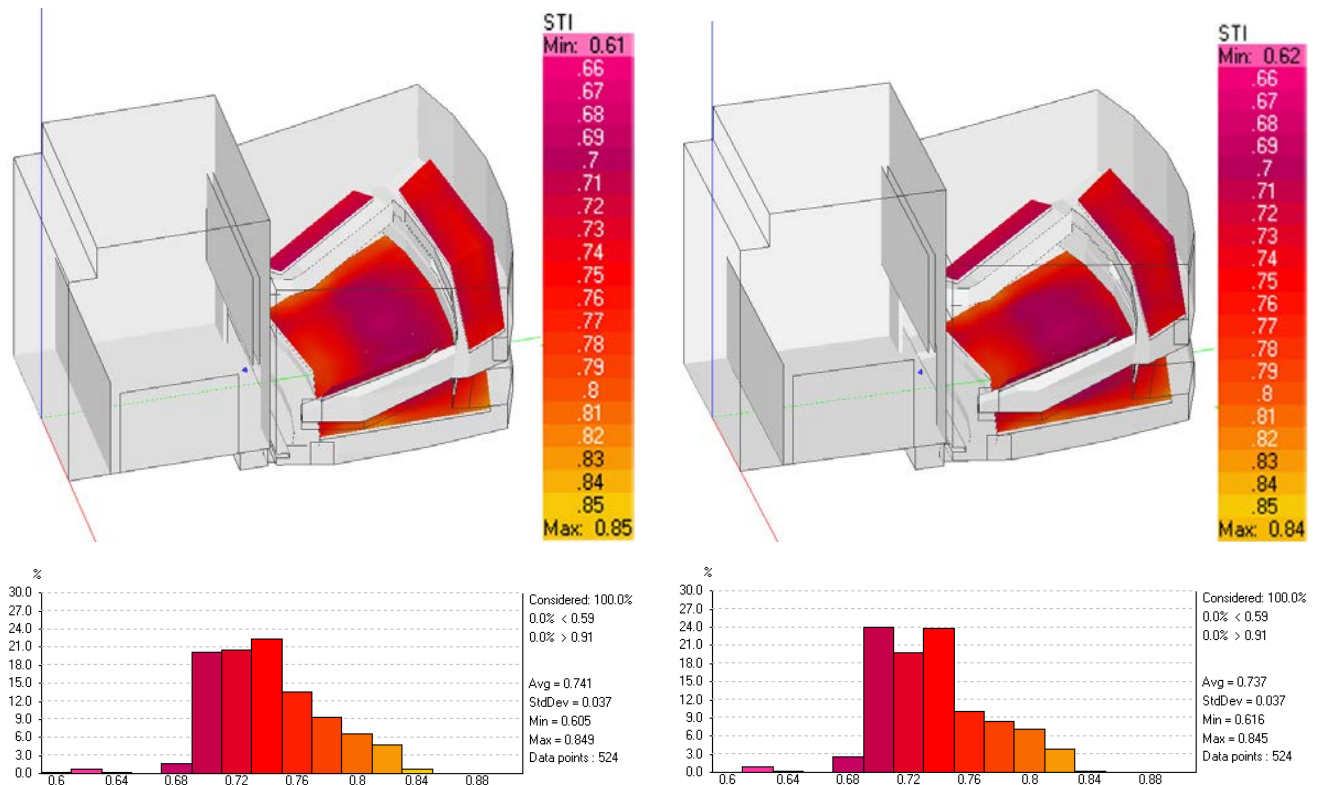 STI
Min: 0.61
.66
.67
.68
.69
.7
.71
.72
.73
.74
.75
.76
.77
.78
.79
.8
.81
.82
.83
.84
.85
Max: 0.85
STI
Min: 0.62
.66
.67
.68
.69
.7
.71
.72
.73
.74
.75
.76
.77
.78
.79
.8
.81
.82
.83
.84
.85
Max: 0.84
%
30.0
27.0
24.0
21.0
18.0
15.0
12.0
9.0
6.0
3.0
0.0
0.6 0.64 0.68 0.72 0.76 0.8 0.84 0.88
Considered: 100.0%
0.0% < 0.59
0.0% > 0.91
Avg = 0.741
StdDev = 0.037
Min = 0.605
Max = 0.849
Data points : 524
%
30.0
27.0
24.0
21.0
18.0
15.0
12.0
9.0
6.0
3.0
0.0
0.6 0.64 0.68 0.72 0.76 0.8 0.84 0.88
Considered: 100.0%
0.0% < 0.59
0.0% > 0.91
Avg = 0.737
StdDev = 0.037
Min = 0.616
Max = 0.845
Data points : 524